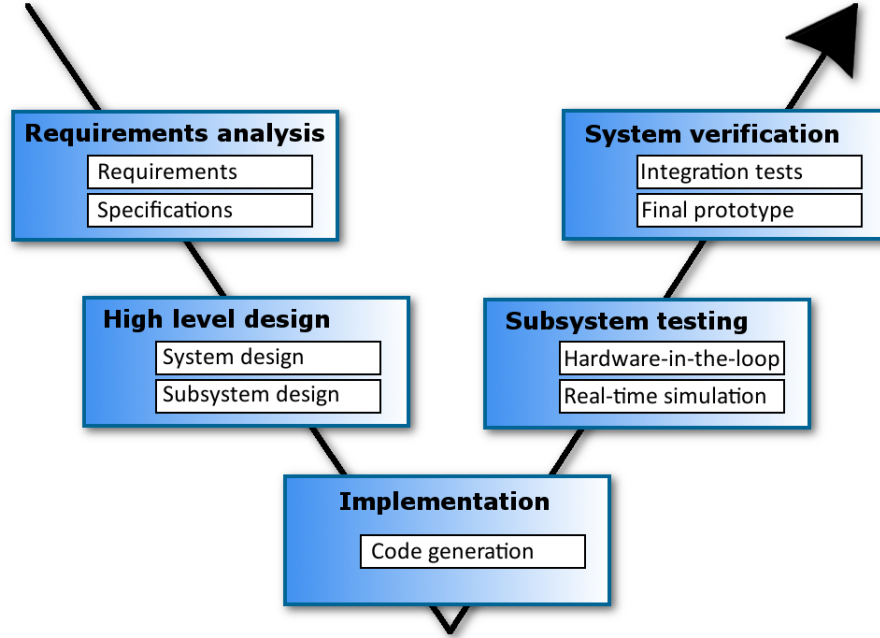 Requirements analysis
Requirements
Specifications
High level design
System design
Subsystem design
Implementation
Code generation
Subsystem testing
Hardware-in-the-loop
Real-time simulation
System verification
Integration tests
Final prototype